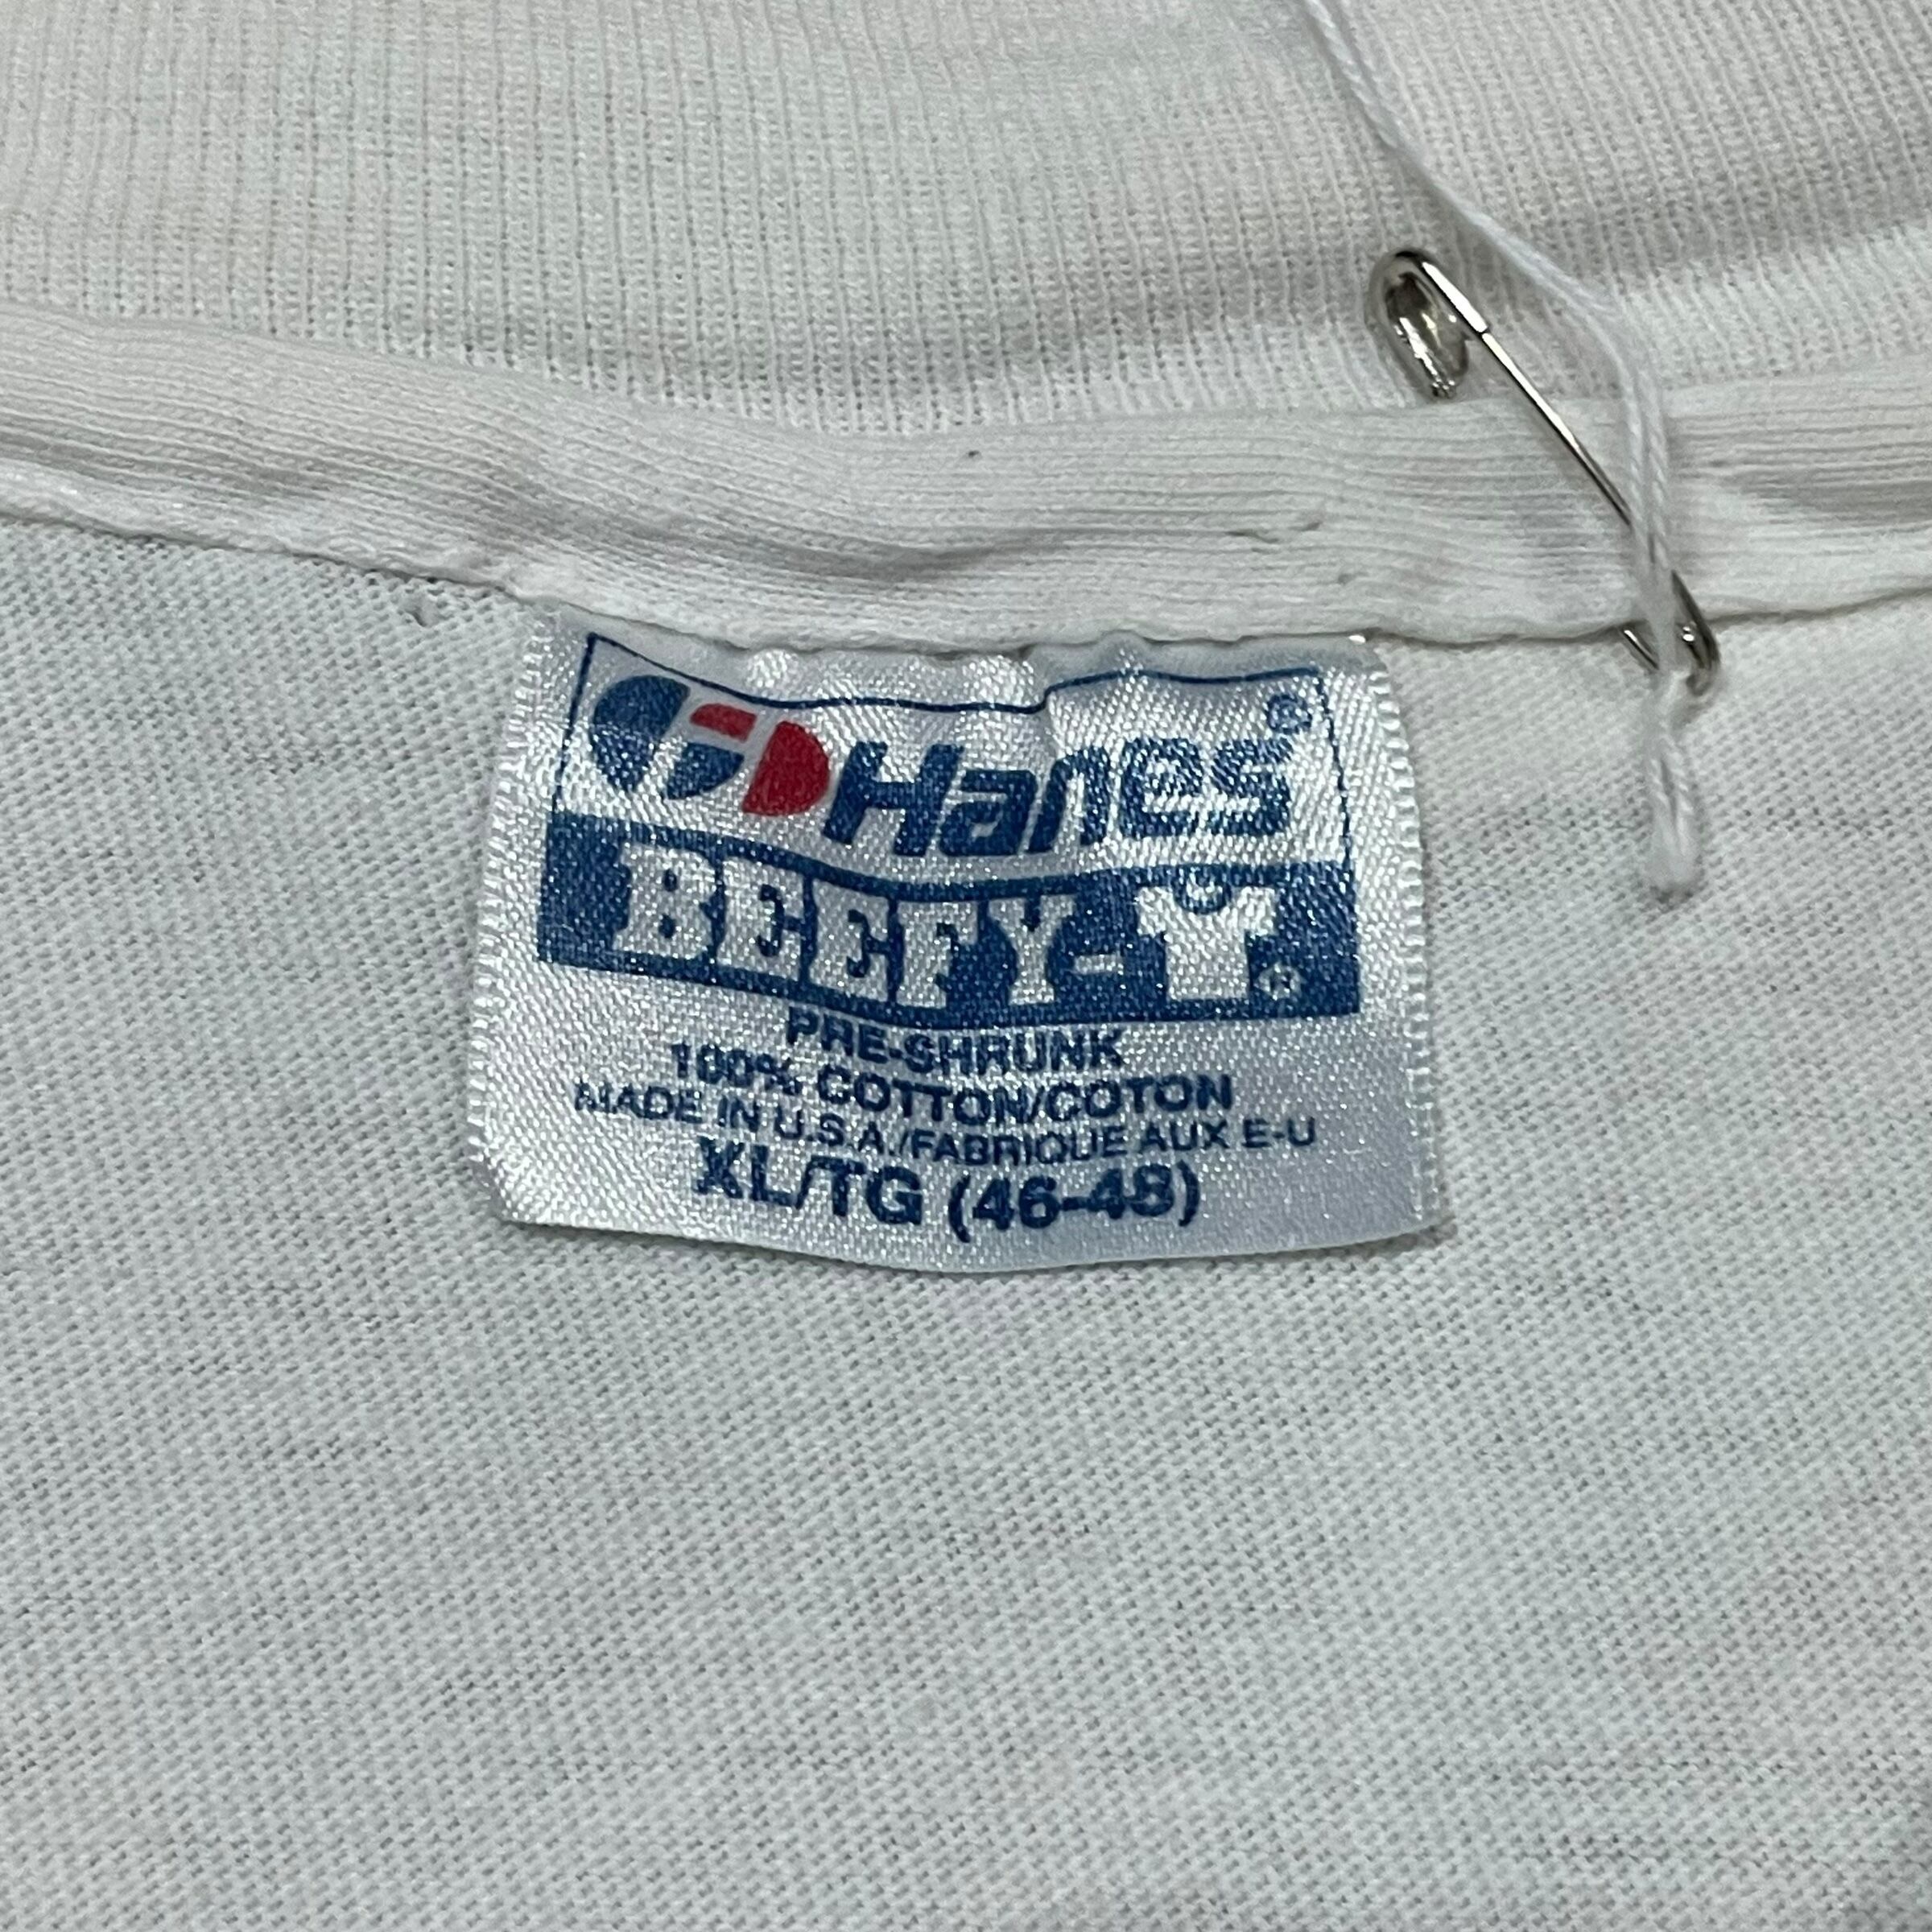 Hanes®
BEEFY-T®
PRE-SHRUNK
100% COTTON/COTON
MADE IN U.S.A./FABRIQUE AUX E-U
XL/TG (46-48)